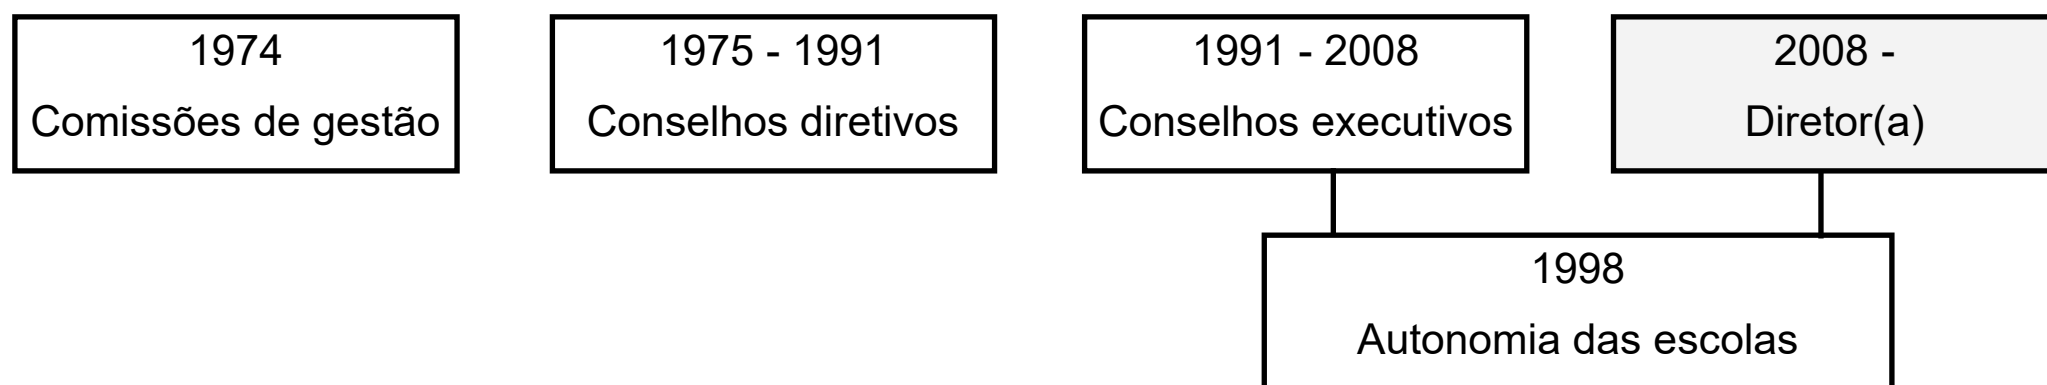 1974
Comissões de gestão
1975 - 1991
Conselhos diretivos
1991 - 2008
Conselhos executivos
2008 -
Diretor(a)
1998
Autonomia das escolas